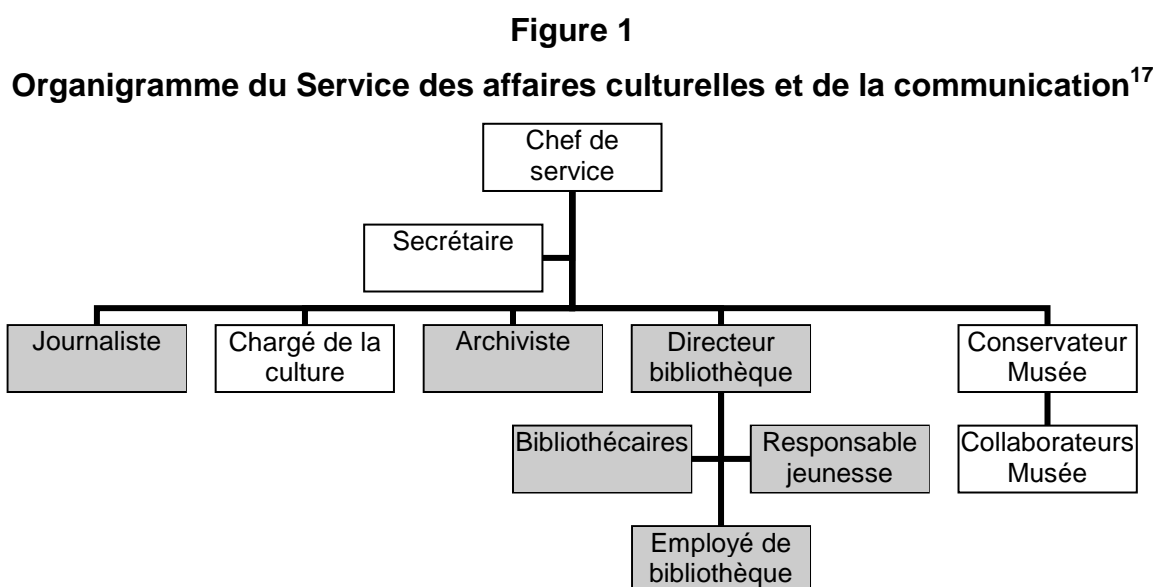 Figure 1
Organigramme du Service des affaires culturelles et de la communication17
Chef de
service
Secrétaire
Journaliste
Chargé de la
culture
Archiviste
Directeur
bibliothèque
Conservateur
Musée
Bibliothécaires
Responsable
jeunesse
Collaborateurs
Musée
Employé de
bibliothèque